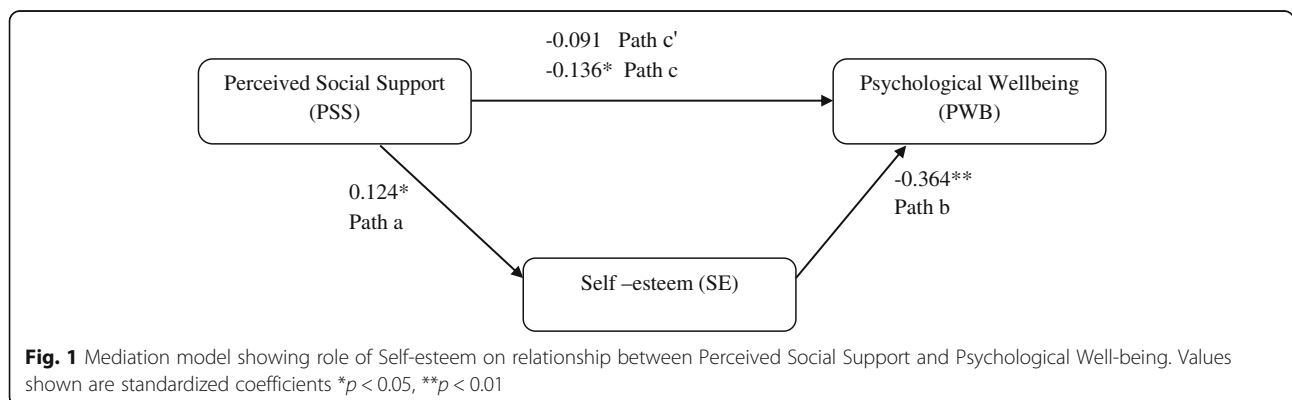 -0.091 Path c'
-0.136* Path c
Perceived Social Support
(PSS)
Psychological Wellbeing
(PWB)
0.124*
Path a
-0.364**
Path b
Self –esteem (SE)
Fig. 1 Mediation model showing role of Self-esteem on relationship between Perceived Social Support and Psychological Well-being. Values
shown are standardized coefficients *p < 0.05, **p < 0.01